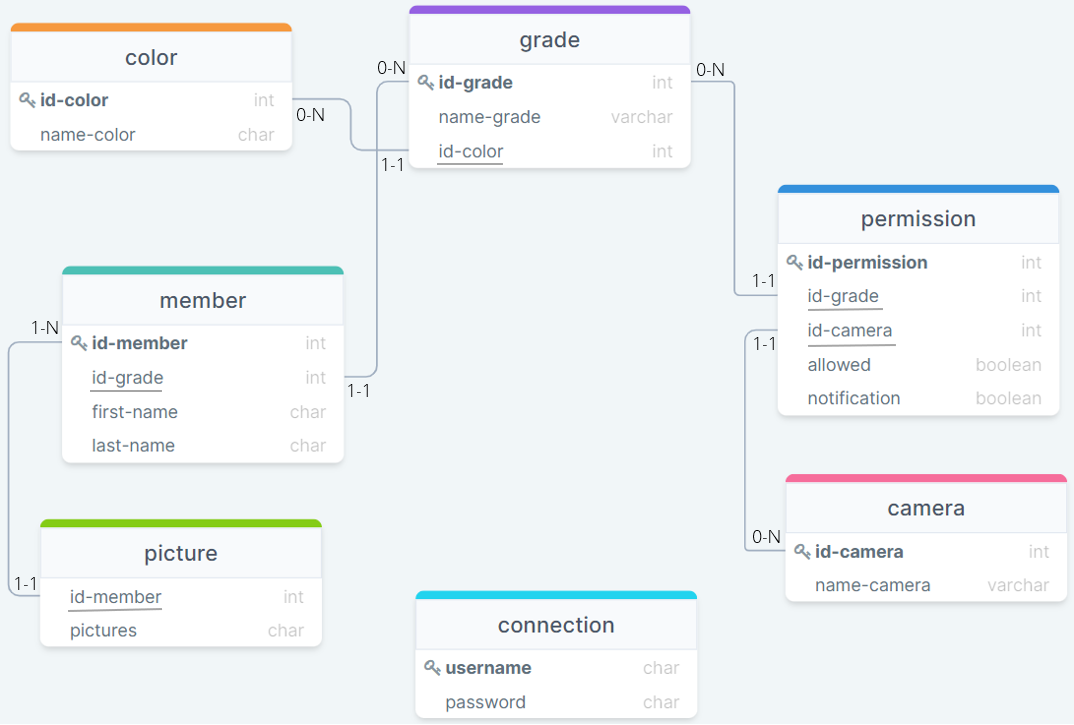 color
id-color int
name-color char
grade
id-grade int
name-grade varchar
id-color int
0-N
1-1
0-N
0-N
1-1
permission
id-permission int
id-grade int
id-camera int
allowed boolean
notification boolean
1-1
1-1
0-N
member
id-member int
id-grade int
first-name char
last-name char
1-N
1-1
picture
id-member int
pictures char
camera
id-camera int
name-camera varchar
connection
username char
password char